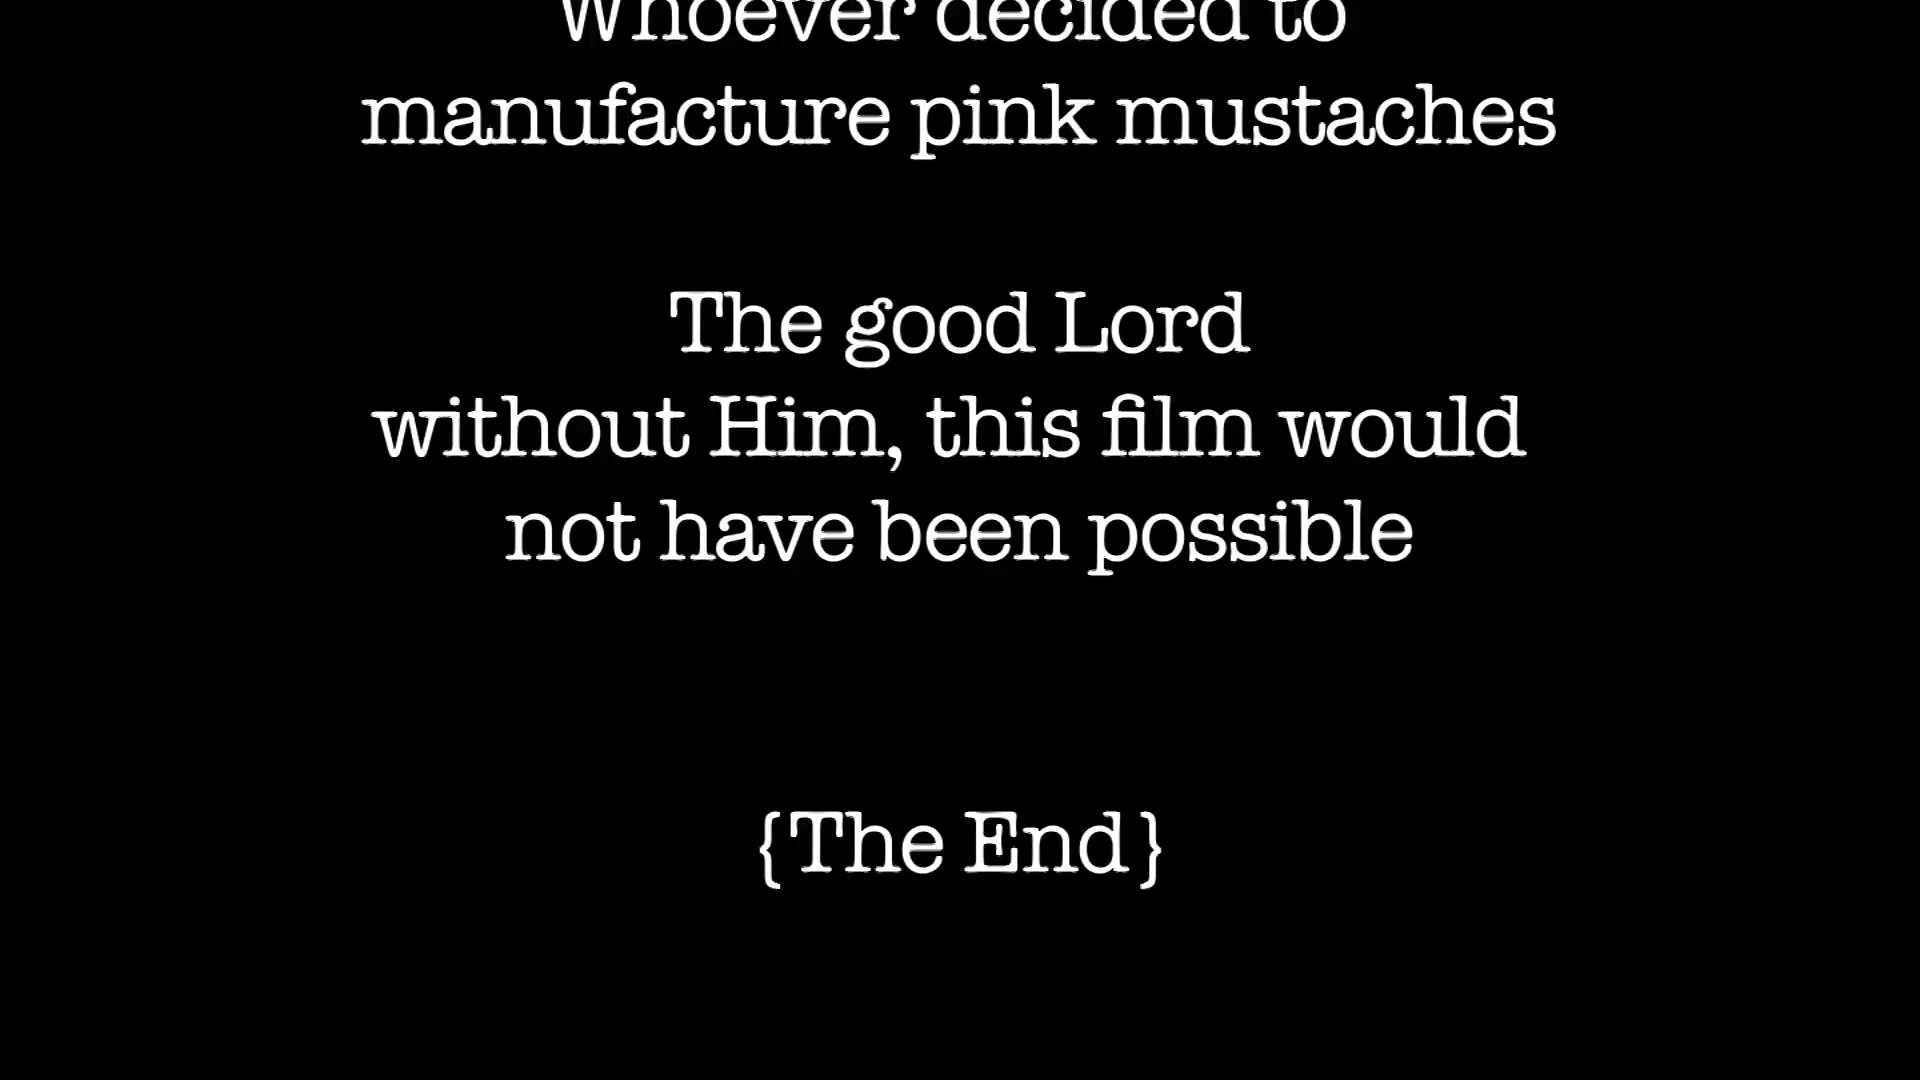 Whoever decided to
manufacture pink mustaches
The good Lord
without Him, this film would
not have been possible
{The End}